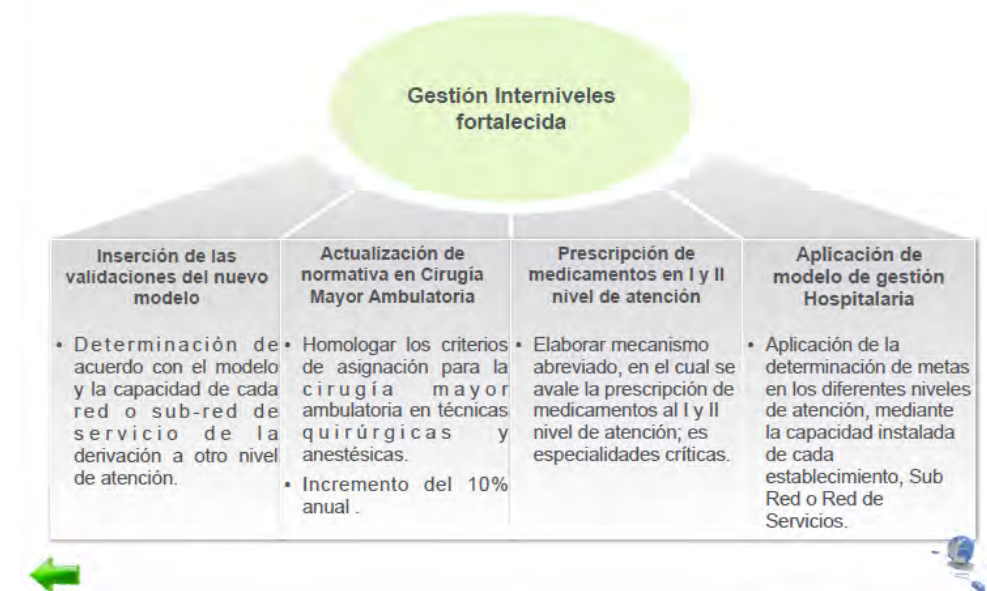 Gestión Interniveles
fortalecida
Inserción de las
validaciones del nuevo
modelo
• Determinación de
acuerdo con el modelo
y la capacidad de cada
red o sub-red de
servicio de la
derivación a otro nivel
de atención.
Actualización de
normativa en Cirugía
Mayor Ambulatoria
• Homologar los criterios
de asignación para la
cirugía mayor
ambulatoria en técnicas
quirúrgicas y
anestésicas.
• Incremento del 10%
anual .
Prescripción de
medicamentos en I y II
nivel de atención
• Elaborar mecanismo
abreviado, en el cual se
avale la prescripción de
medicamentos al I y II
nivel de atención; es
especialidades críticas.
Aplicación de
modelo de gestión
Hospitalaria
• Aplicación de la
determinación de metas
en los diferentes niveles
de atención, mediante
la capacidad instalada
de cada
establecimiento, Sub
Red o Red de
Servicios.